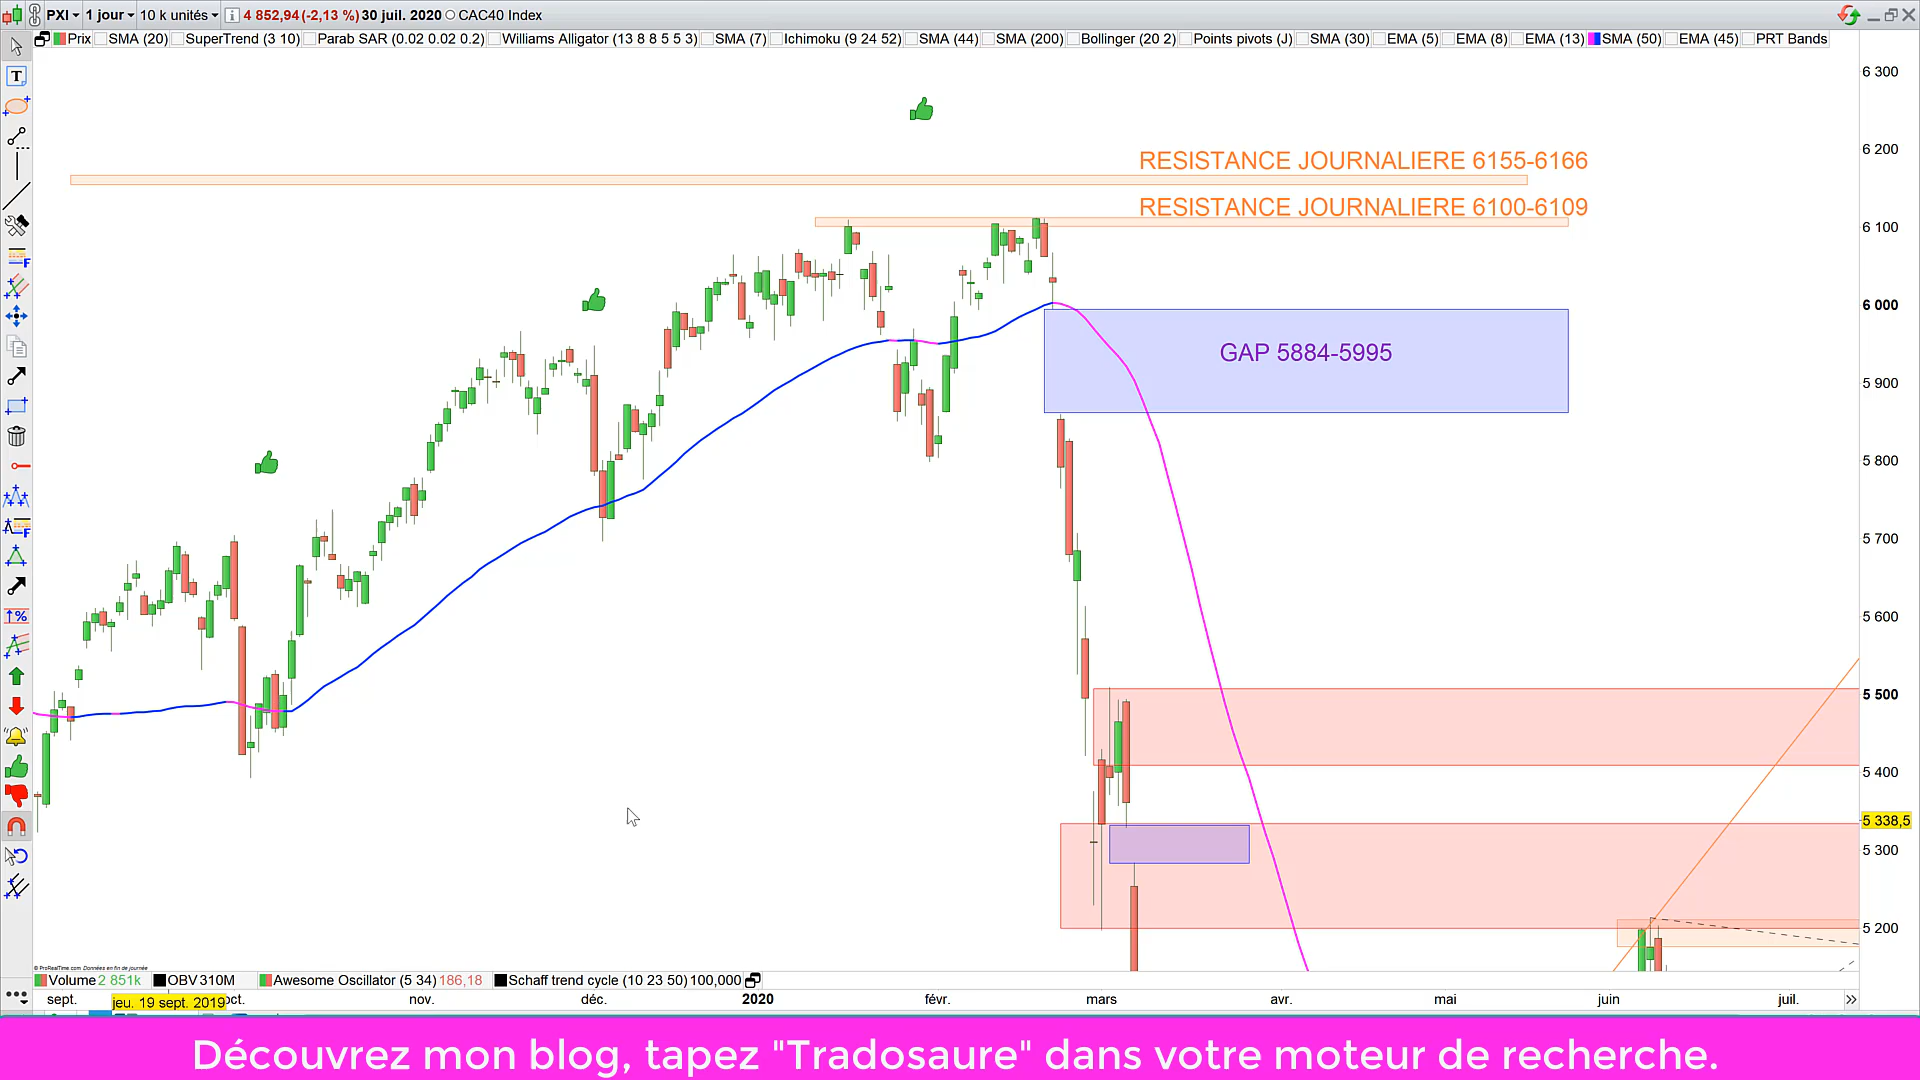 PXI 1 jour 10 k unités i 4 852,94 (-2,13 %) 30 juil. 2020 CAC40 Index
Prix SMA (20) SuperTrend (3 10) Parab SAR (0.02 0.02 0.2) Williams Alligator (13 8 8 5 5 3) SMA (7) Ichimoku (9 24 52) SMA (44) SMA (200) Bollinger (20 2) Points pivots (J) SMA (30) EMA (5) EMA (8) EMA (13) SMA (50) EMA (45) PRT Bands
6 300
RESISTANCE JOURNALIERE 6155-6166
6 200
RESISTANCE JOURNALIERE 6100-6109
6 100
6 000
GAP 5884-5995
5 900
5 800
5 700
5 600
5 500
5 400
5 338,5
5 300
5 200
© ProRealTime.com Données en fin de journée
Volume 2 851k OBV 310M Awesome Oscillator (5 34) 186,18 Schaff trend cycle (10 23 50) 100,000
sept. jeu. 19 sept. 2019 oct. nov. déc. 2020 févr. mars avr. mai juin juil.
Découvrez mon blog, tapez "Tradosaure" dans votre moteur de recherche.